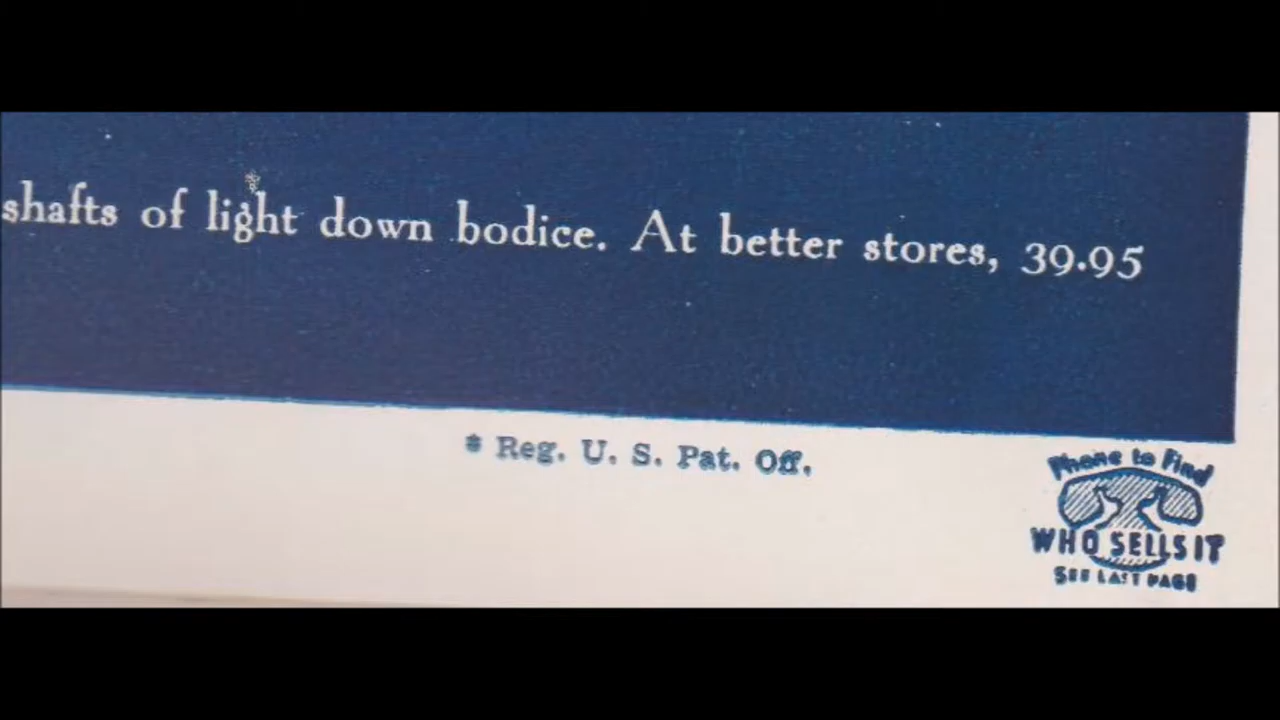 shafts of light down bodice. At better stores, 39.95
* Reg. U. S. Pat. Off.
Phone to Find
WHO SELLS IT
SEE LAST PAGE